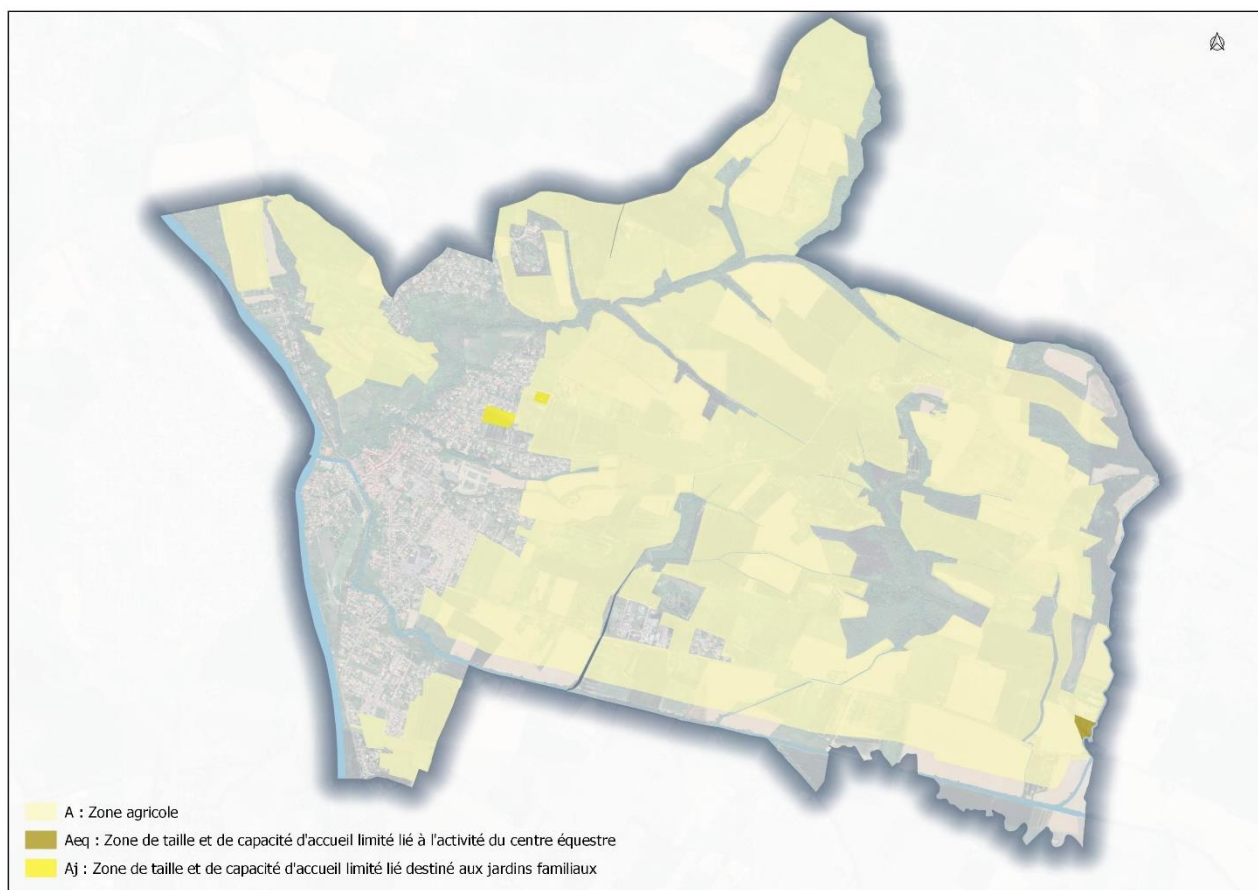 A : Zone agricole
Aeq : Zone de taille et de capacité d'accueil limité lié à l'activité du centre équestre
Aj : Zone de taille et de capacité d'accueil limité lié destiné aux jardins familiaux